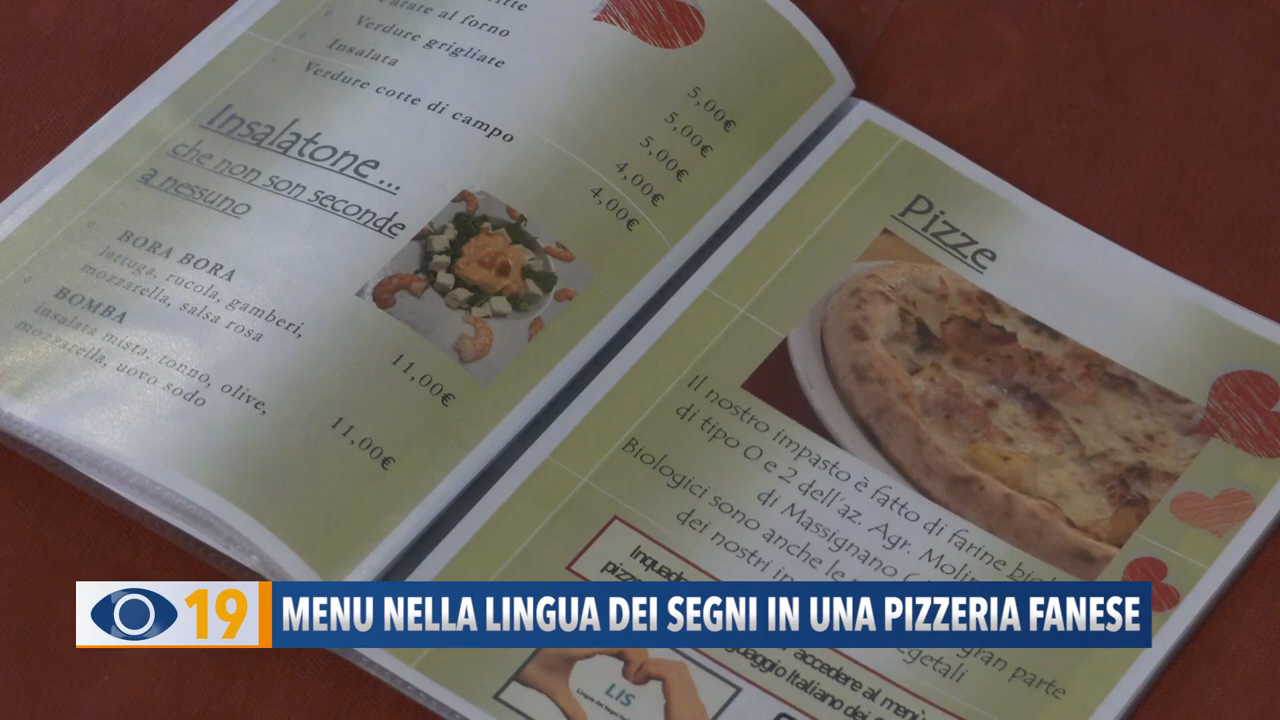 Patate al forno
Verdure grigliate
Insalata
Verdure cotte di campo
5,00€
5,00€
5,00€
4,00€
4,00€
Insalatone ...
che non son seconde
a nessuno
BORA BORA
lattuga, rucola, gamberi,
mozzarella, salsa rosa
11,00€
BOMBA
insalata mista, tonno, olive,
mozzarella, uovo sodo
11,00€
Pizze
Il nostro impasto è fatto di farine
di tipo 0 e 2 dell'az. Agr.
di Massignano
Biologici sono anche le
dei nostri
gran parte
accedere al menù
LIS
19
MENU NELLA LINGUA DEI SEGNI IN UNA PIZZERIA FANESE